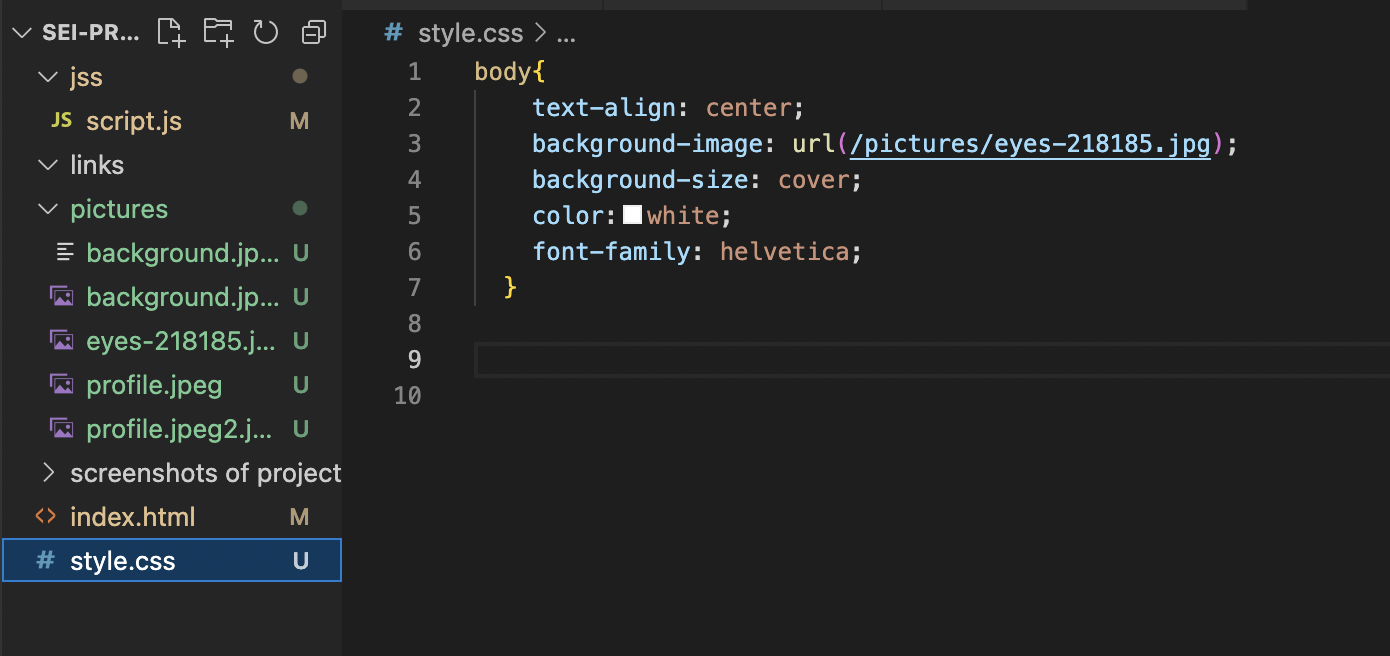 SEI-PR...
jss
JS script.js M
links
pictures
background.jp... U
background.jp... U
eyes-218185.j... U
profile.jpeg U
profile.jpeg2.j... U
screenshots of project
<> index.html M
# style.css U
# style.css > ...
1 body{
2 text-align: center;
3 background-image: url(/pictures/eyes-218185.jpg);
4 background-size: cover;
5 color: white;
6 font-family: helvetica;
7 }
8
9
10